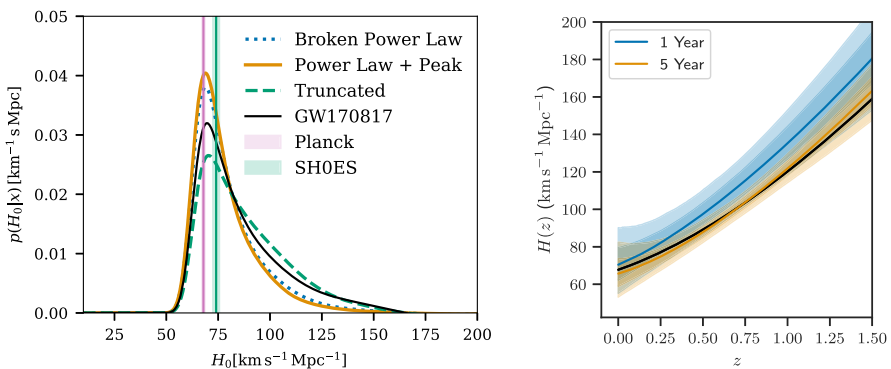 0.05
0.04
0.03
0.02
0.01
0.00
p(H₀|x) [km⁻¹ s Mpc]
Broken Power Law
Power Law + Peak
Truncated
GW170817
Planck
SH0ES
25 50 75 100 125 150 175 200
H₀[km s⁻¹ Mpc⁻¹]
200
180
160
140
120
100
80
60
H(z) (km s⁻¹ Mpc⁻¹)
1 Year
5 Year
0.00 0.25 0.50 0.75 1.00 1.25 1.50
z